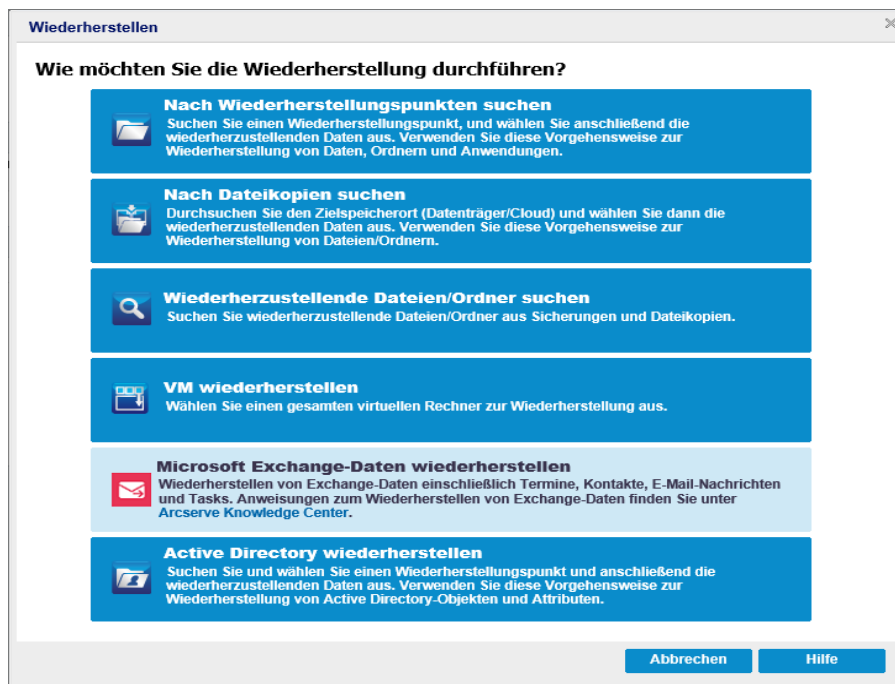 Wiederherstellen
Wie möchten Sie die Wiederherstellung durchführen?
Nach Wiederherstellungspunkten suchen
Suchen Sie einen Wiederherstellungspunkt, und wählen Sie anschließend die
wiederherzustellenden Daten aus. Verwenden Sie diese Vorgehensweise zur
Wiederherstellung von Daten, Ordnern und Anwendungen.
Nach Dateikopien suchen
Durchsuchen Sie den Zielspeicherort (Datenträger/Cloud) und wählen Sie dann die
wiederherzustellenden Daten aus. Verwenden Sie diese Vorgehensweise zur
Wiederherstellung von Dateien/Ordnern.
Wiederherzustellende Dateien/Ordner suchen
Suchen Sie wiederherzustellende Dateien/Ordner aus Sicherungen und Dateikopien.
VM wiederherstellen
Wählen Sie einen gesamten virtuellen Rechner zur Wiederherstellung aus.
Microsoft Exchange-Daten wiederherstellen
Wiederherstellen von Exchange-Daten einschließlich Termine, Kontakte, E-Mail-Nachrichten
und Tasks. Anweisungen zum Wiederherstellen von Exchange-Daten finden Sie unter
Arcserve Knowledge Center.
Active Directory wiederherstellen
Suchen Sie und wählen Sie einen Wiederherstellungspunkt und anschließend die
wiederherzustellenden Daten aus. Verwenden Sie diese Vorgehensweise zur
Wiederherstellung von Active Directory-Objekten und Attributen.
Abbrechen
Hilfe